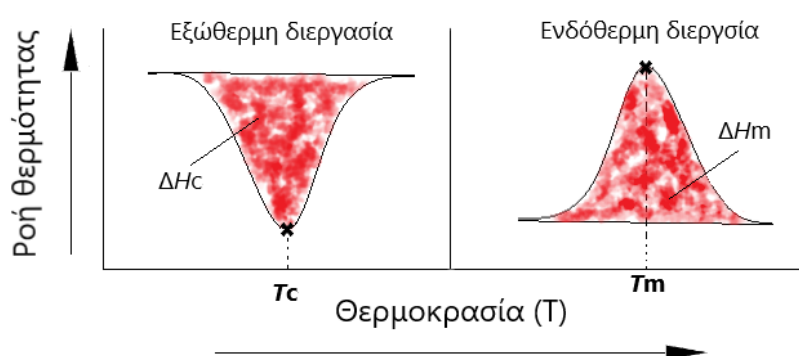 Ροή θερμότητας
Εξώθερμη διεργασία
Ενδόθερμη διεργσία
ΔHc
ΔHm
Tc
Tm
Θερμοκρασία (T)